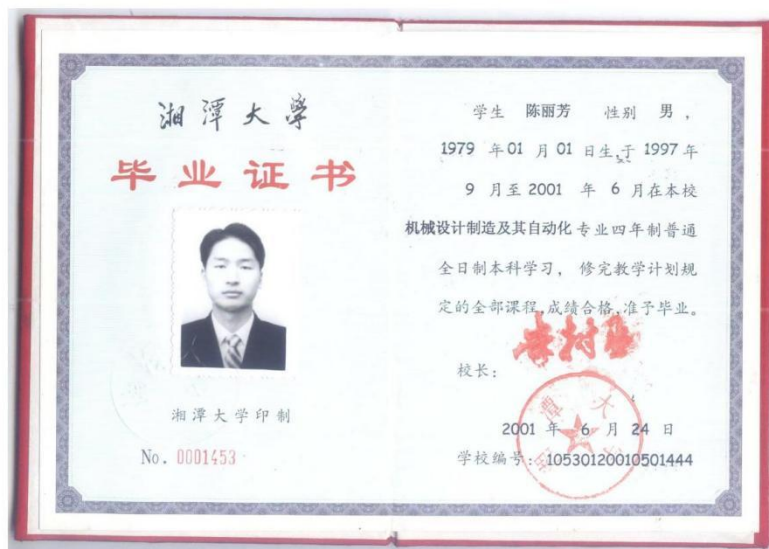 湘潭大学
毕业证书
湘潭大学印制
No. 0001453
学生 陈丽芳 性别 男，
1979 年 01 月 01 日生,于 1997 年
9 月至 2001 年 6 月在本校
机械设计制造及其自动化 专业四年制普通
全日制本科学习， 修完教学计划规
定的全部课程,成绩合格,准予毕业。
校长：
2001 年 6 月 24 日
学校编号：10530120010501444